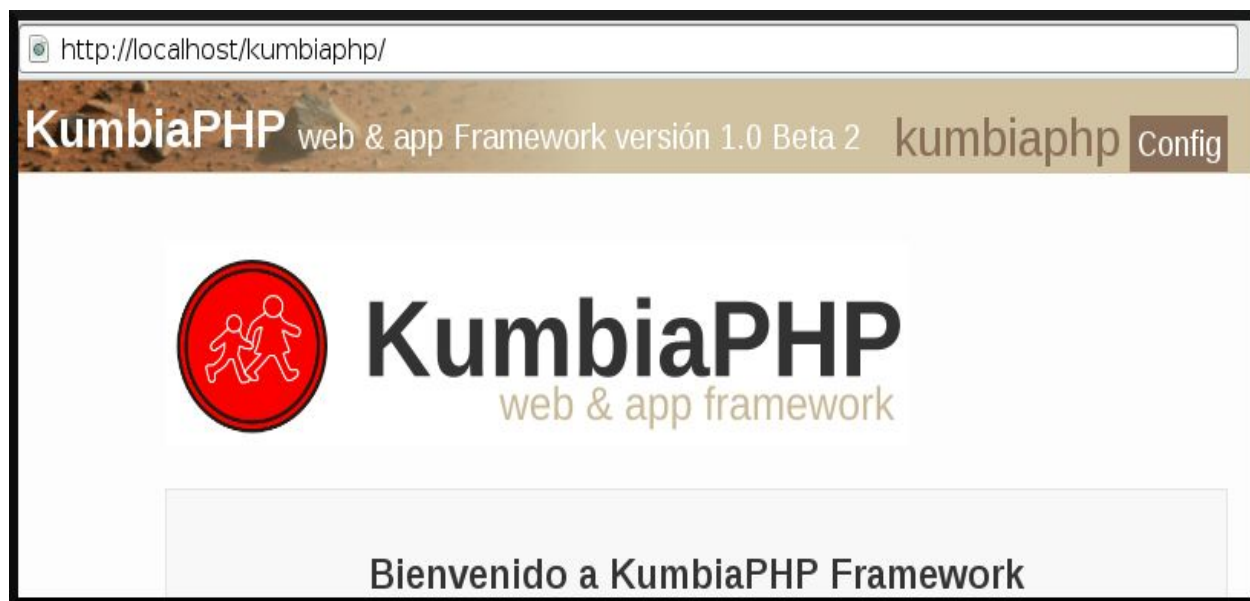 http://localhost/kumbiaphp/
KumbiaPHP web & app Framework versión 1.0 Beta 2 kumbiaphp Config
KumbiaPHP
web & app framework
Bienvenido a KumbiaPHP Framework